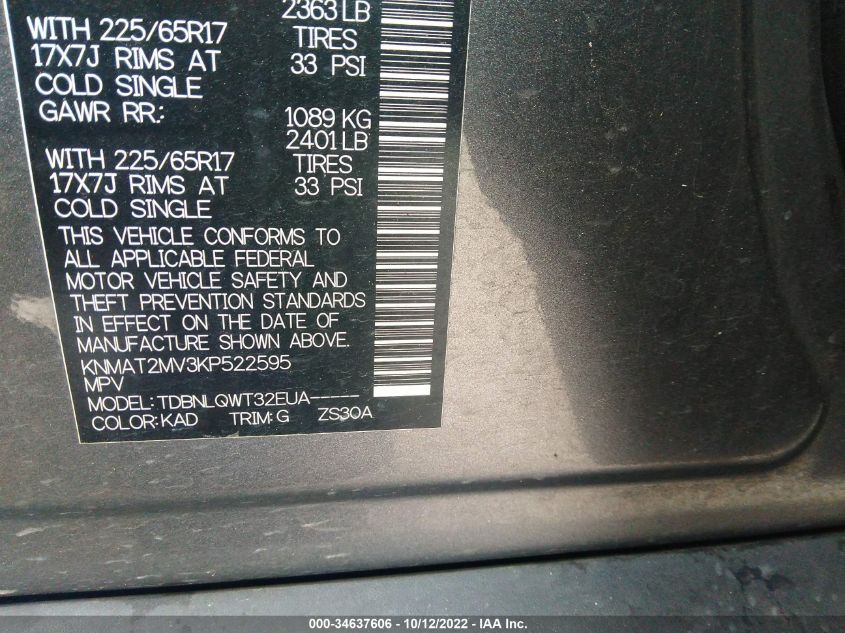 2363 LB
WITH 225/65R17 TIRES
17X7J RIMS AT 33 PSI
COLD SINGLE
GAWR RR: 1089 KG
2401 LB
WITH 225/65R17 TIRES
17X7J RIMS AT 33 PSI
COLD SINGLE
THIS VEHICLE CONFORMS TO
ALL APPLICABLE FEDERAL
MOTOR VEHICLE SAFETY AND
THEFT PREVENTION STANDARDS
IN EFFECT ON THE DATE OF
MANUFACTURE SHOWN ABOVE.
KNMAT2MV3KP522595
MPV
MODEL: TDBNLQWT32EUA-----
COLOR: KAD TRIM: G ZS30A
000-34637606 - 10/12/2022 - IAA Inc.